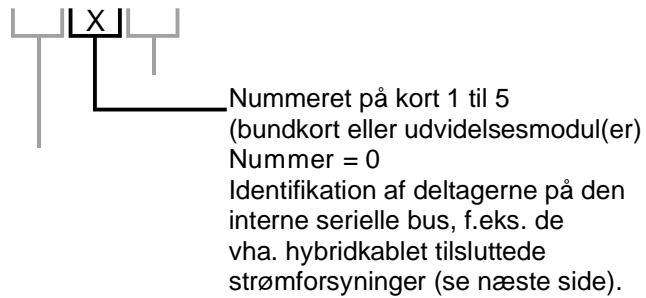 X
Nummeret på kort 1 til 5
(bundkort eller udvidelsesmodul(er)
Nummer = 0
Identifikation af deltagerne på den
interne serielle bus, f.eks. de
vha. hybridkablet tilsluttede
strømforsyninger (se næste side).